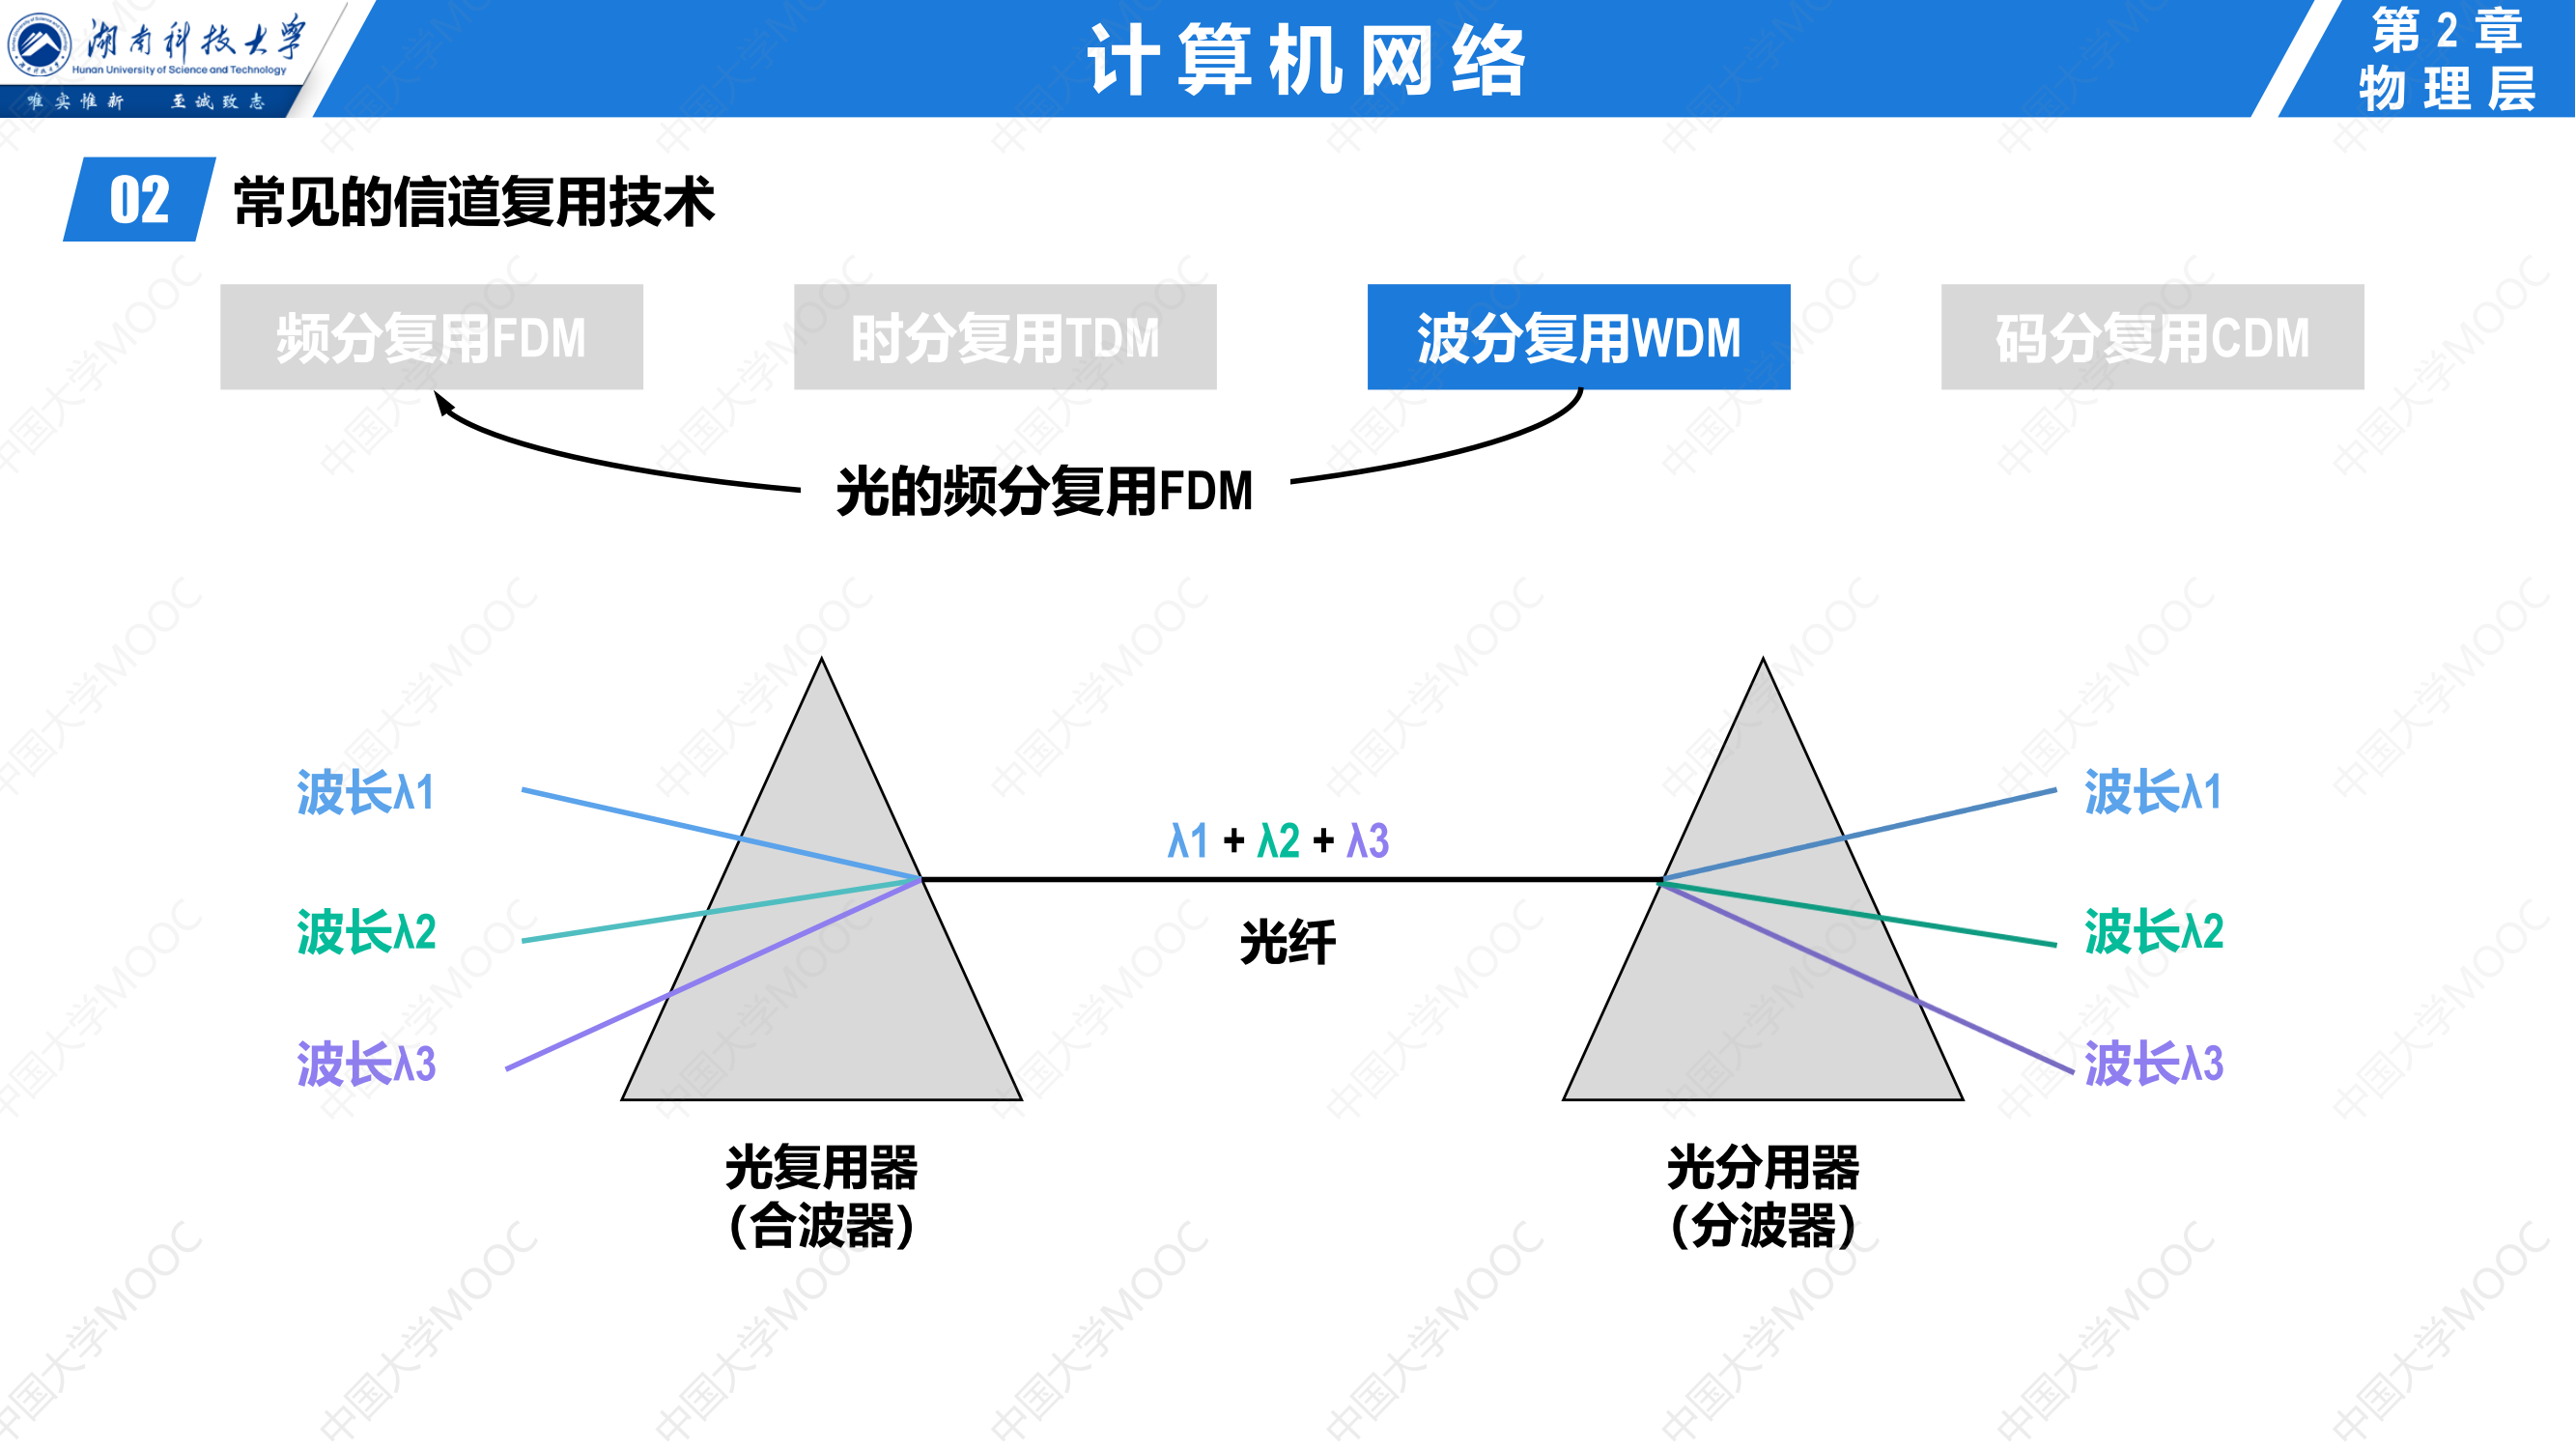 湖南科技大学
Hunan University of Science and Technology
唯实惟新 至诚致志
计算机网络
第2章
物理层
02 常见的信道复用技术
频分复用FDM 时分复用TDM 波分复用WDM 码分复用CDM
光的频分复用FDM
波长λ1
波长λ2
波长λ3
λ1 + λ2 + λ3
光纤
波长λ1
波长λ2
波长λ3
光复用器
（合波器）
光分用器
（分波器）
中国大学MOOC